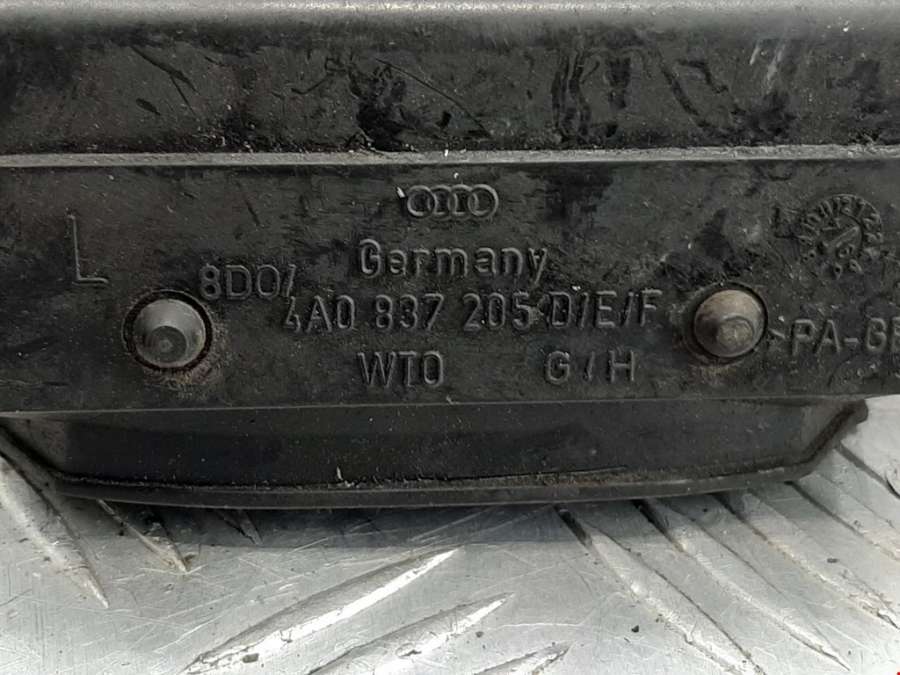 Germany
L
8D0/
4A0 837 205 D/E/F
WTO G/H
>PA-GF